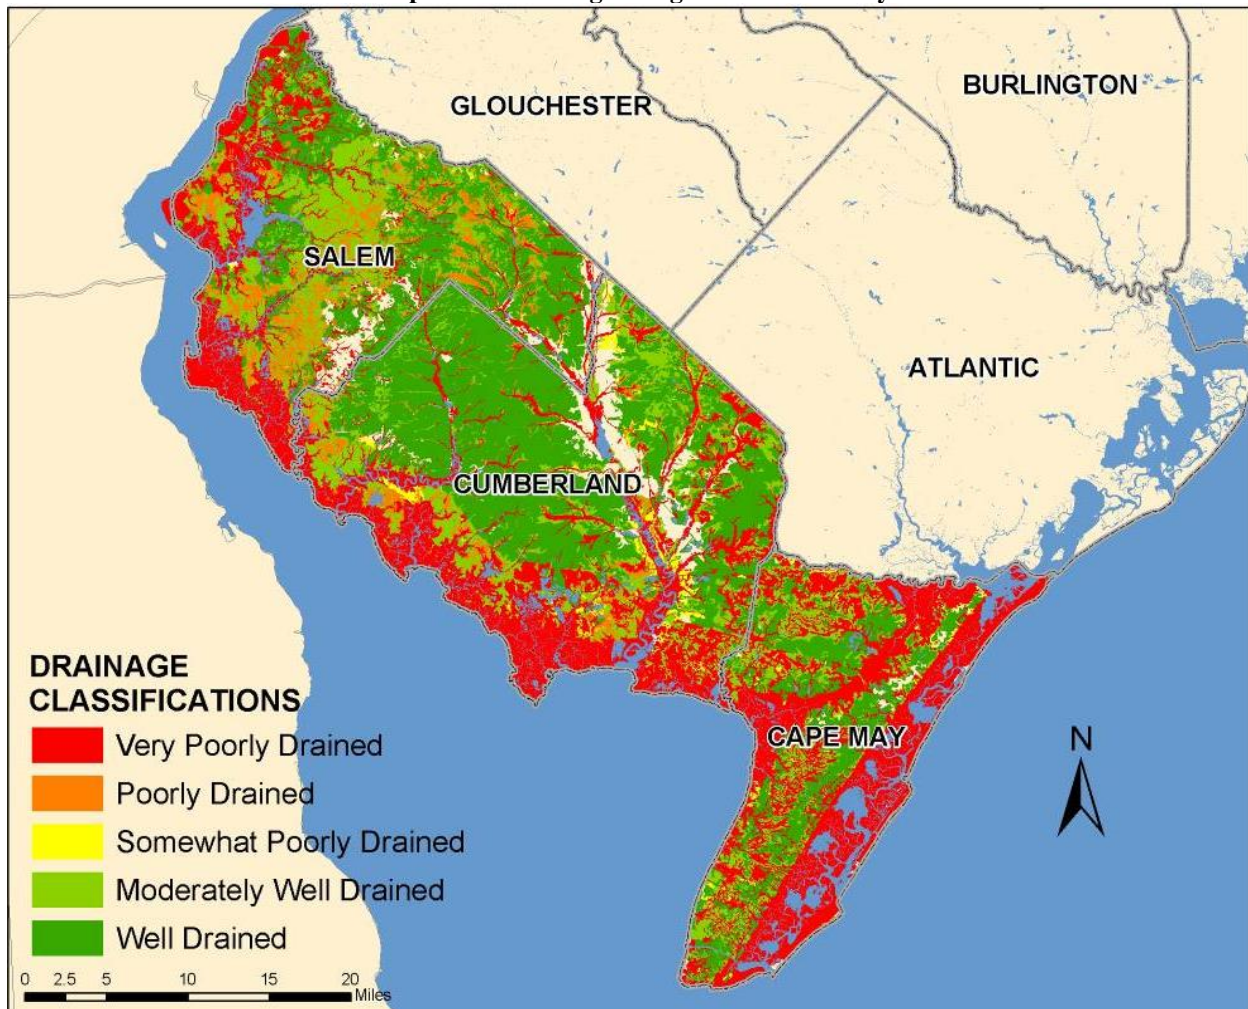 GLOUCHESTER
BURLINGTON
SALEM
ATLANTIC
CUMBERLAND
CAPE MAY
N
DRAINAGE
CLASSIFICATIONS
Very Poorly Drained
Poorly Drained
Somewhat Poorly Drained
Moderately Well Drained
Well Drained
0 2.5 5 10 15 20
Miles